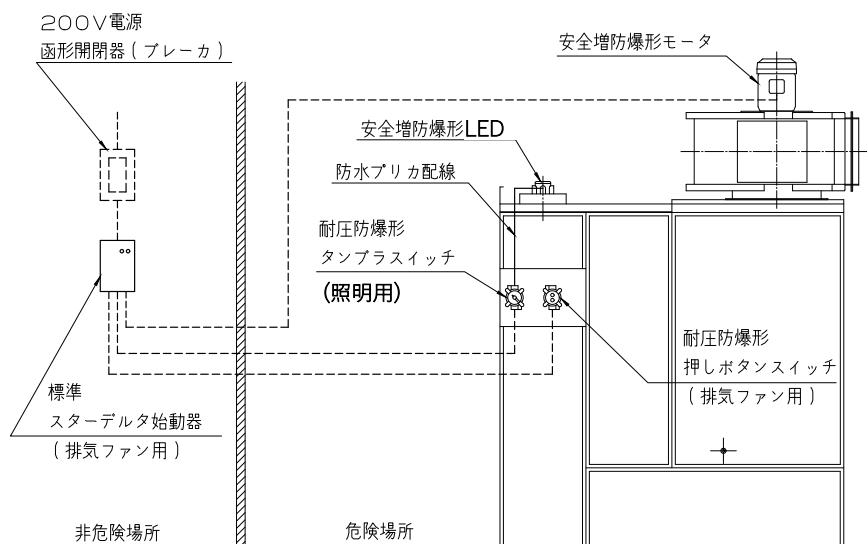 200V電源
函形開閉器(ブレーカ)
安全増防爆形モータ
安全増防爆形LED
防水プリカ配線
耐圧防爆形
タンブラスイッチ
(照明用)
耐圧防爆形
押しボタンスイッチ
(排気ファン用)
標準
スターデルタ始動器
(排気ファン用)
非危険場所
危険場所